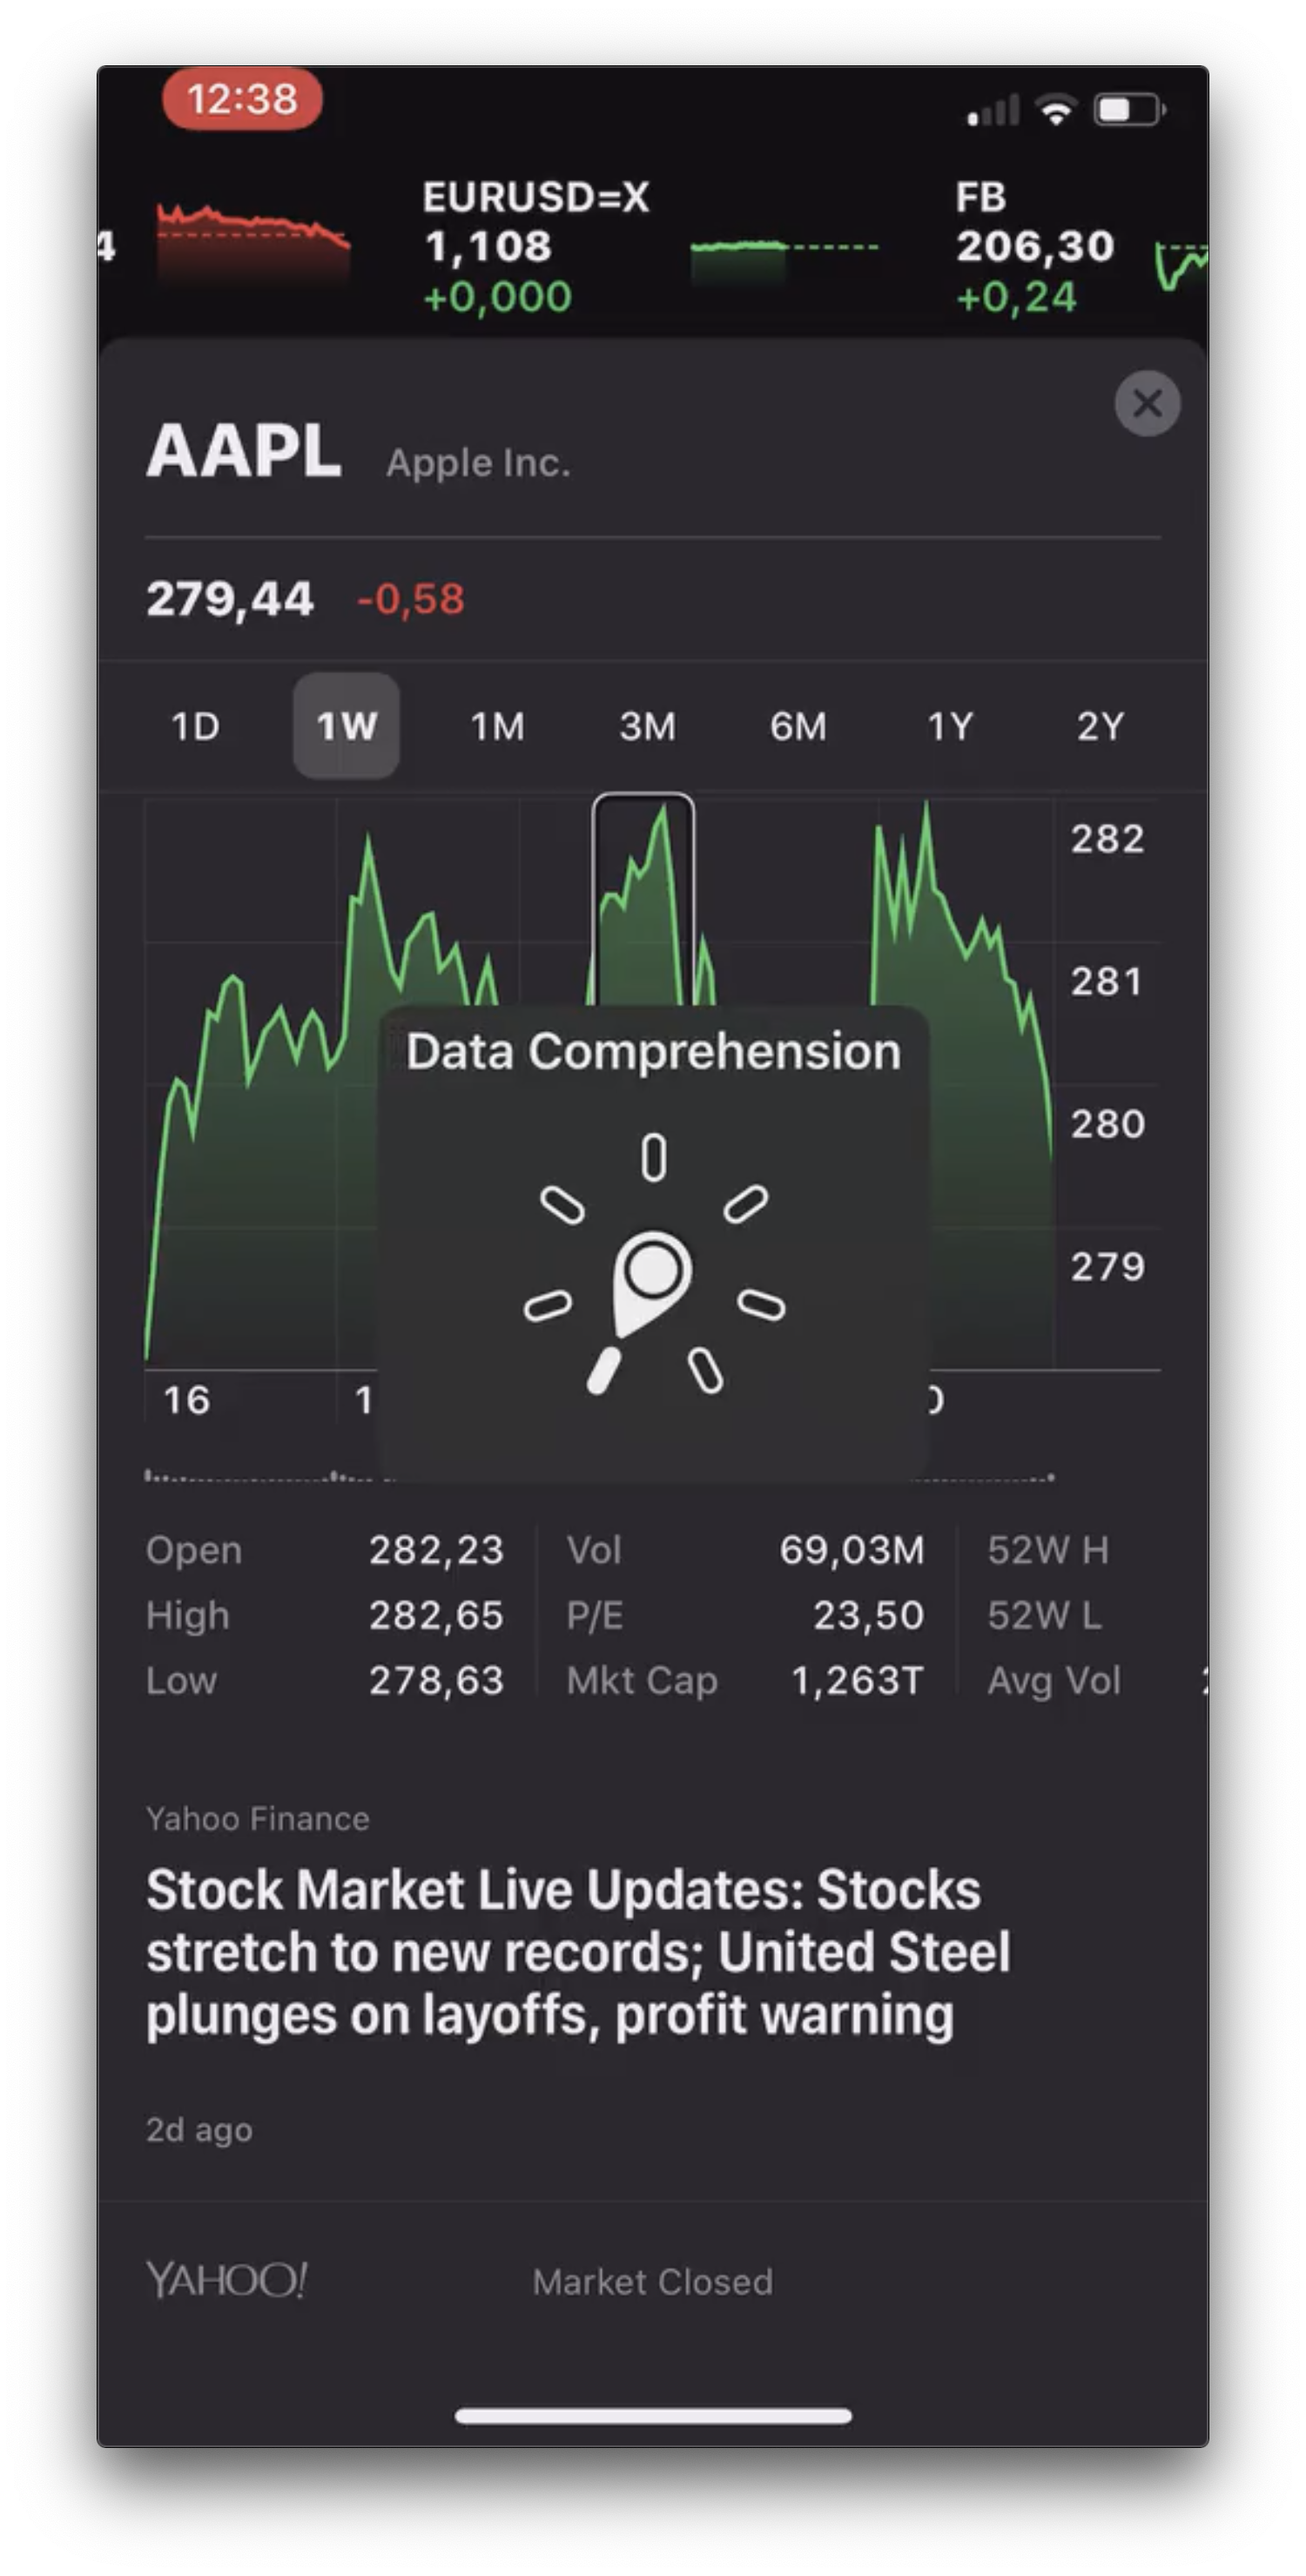 12:38
EURUSD=X
1,108
+0,000
FB
206,30
+0,24
AAPL Apple Inc.
279,44 -0,58
1D 1W 1M 3M 6M 1Y 2Y
282
281
280
279
Data Comprehension
16
Open 282,23 Vol 69,03M 52W H
High 282,65 P/E 23,50 52W L
Low 278,63 Mkt Cap 1,263T Avg Vol
Yahoo Finance
Stock Market Live Updates: Stocks
stretch to new records; United Steel
plunges on layoffs, profit warning
2d ago
YAHOO! Market Closed